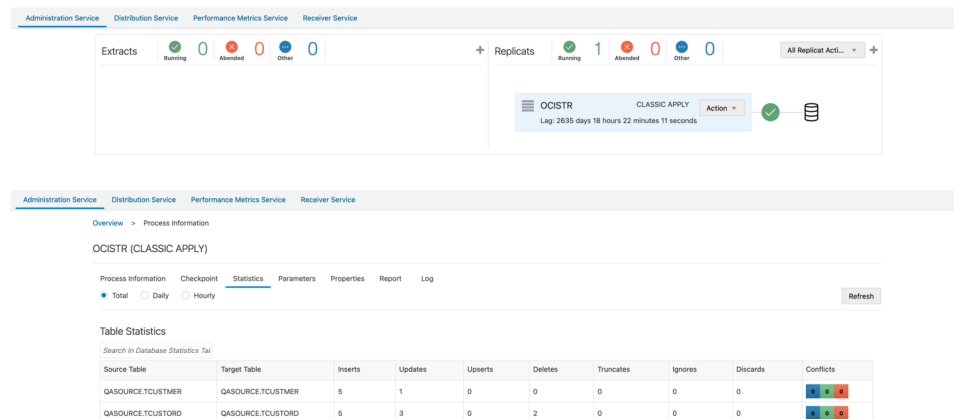 Administration Service Distribution Service Performance Metrics Service Receiver Service
Extracts Running 0 Abended 0 Other 0
Replicats Running 1 Abended 0 Other 0 All Replicat Acti...
OCISTR CLASSIC APPLY Action
Lag: 2635 days 18 hours 22 minutes 11 seconds
Administration Service Distribution Service Performance Metrics Service Receiver Service
Overview > Process Information
OCISTR (CLASSIC APPLY)
Process Information Checkpoint Statistics Parameters Properties Report Log
Total Daily Hourly Refresh
Table Statistics
Search In Database Statistics Tal
Source Table Target Table Inserts Updates Upserts Deletes Truncates Ignores Discards Conflicts
QASOURCE.TCUSTMER QASOURCE.TCUSTMER 5 1 0 0 0 0 0 0 0 0
QASOURCE.TCUSTORD QASOURCE.TCUSTORD 5 3 0 2 0 0 0 0 0 0